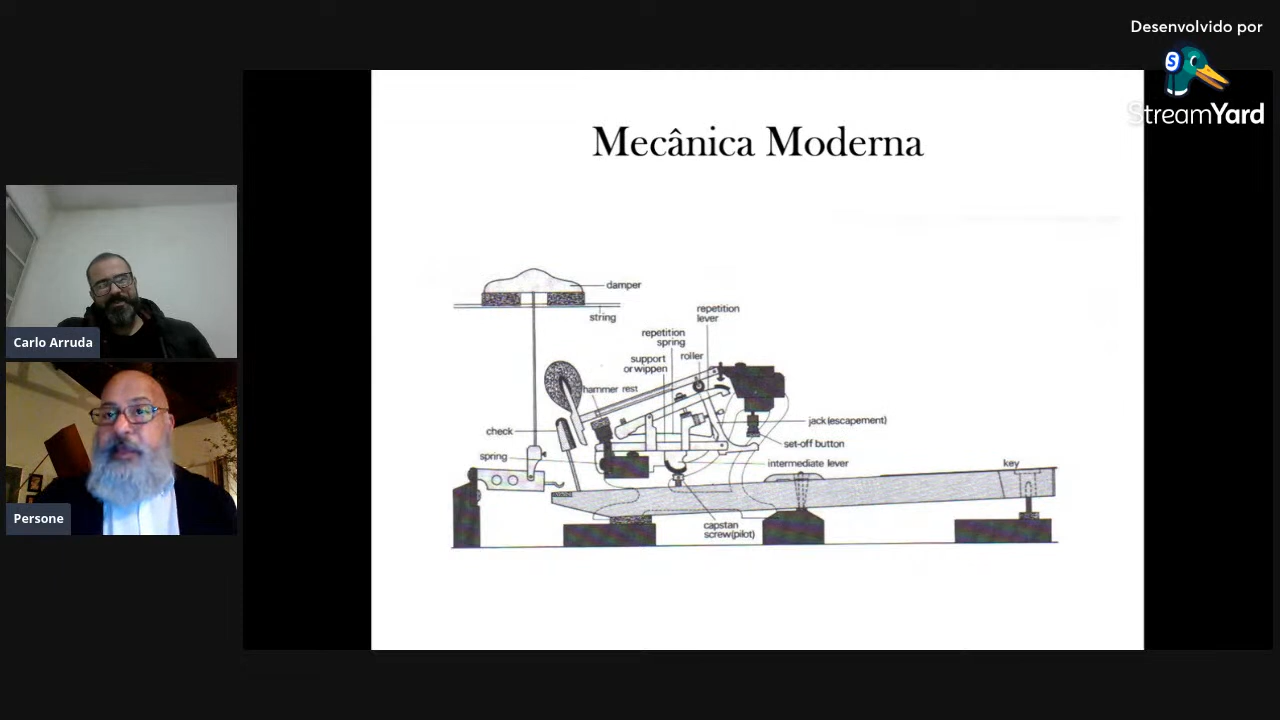 Desenvolvido por
StreamYard
Mecânica Moderna
damper
string
repetition
lever
repetition
spring
roller
support
or wippen
hammer rest
check
jack (escapement)
spring
set-off button
intermediate lever
key
capstan
screw(pilot)
Carlo Arruda
Persone